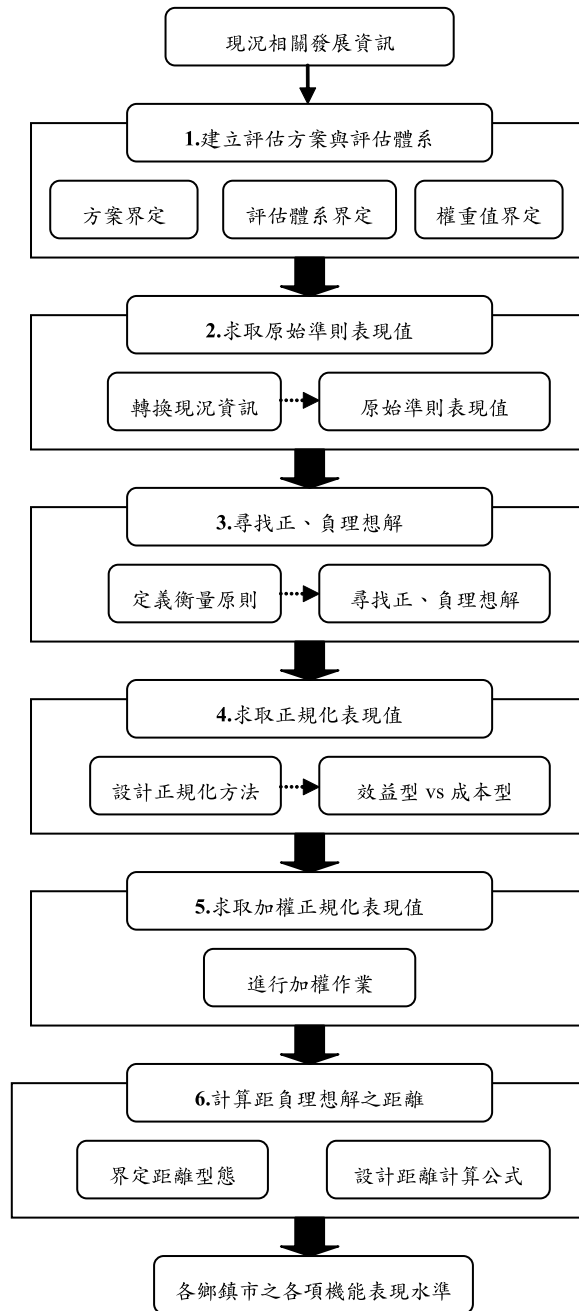 現況相關發展資訊
1.建立評估方案與評估體系
方案界定
評估體系界定
權重值界定
2.求取原始準則表現值
轉換現況資訊
原始準則表現值
3.尋找正、負理想解
定義衡量原則
尋找正、負理想解
4.求取正規化表現值
設計正規化方法
效益型 vs 成本型
5.求取加權正規化表現值
進行加權作業
6.計算距負理想解之距離
界定距離型態
設計距離計算公式
各鄉鎮市之各項機能表現水準